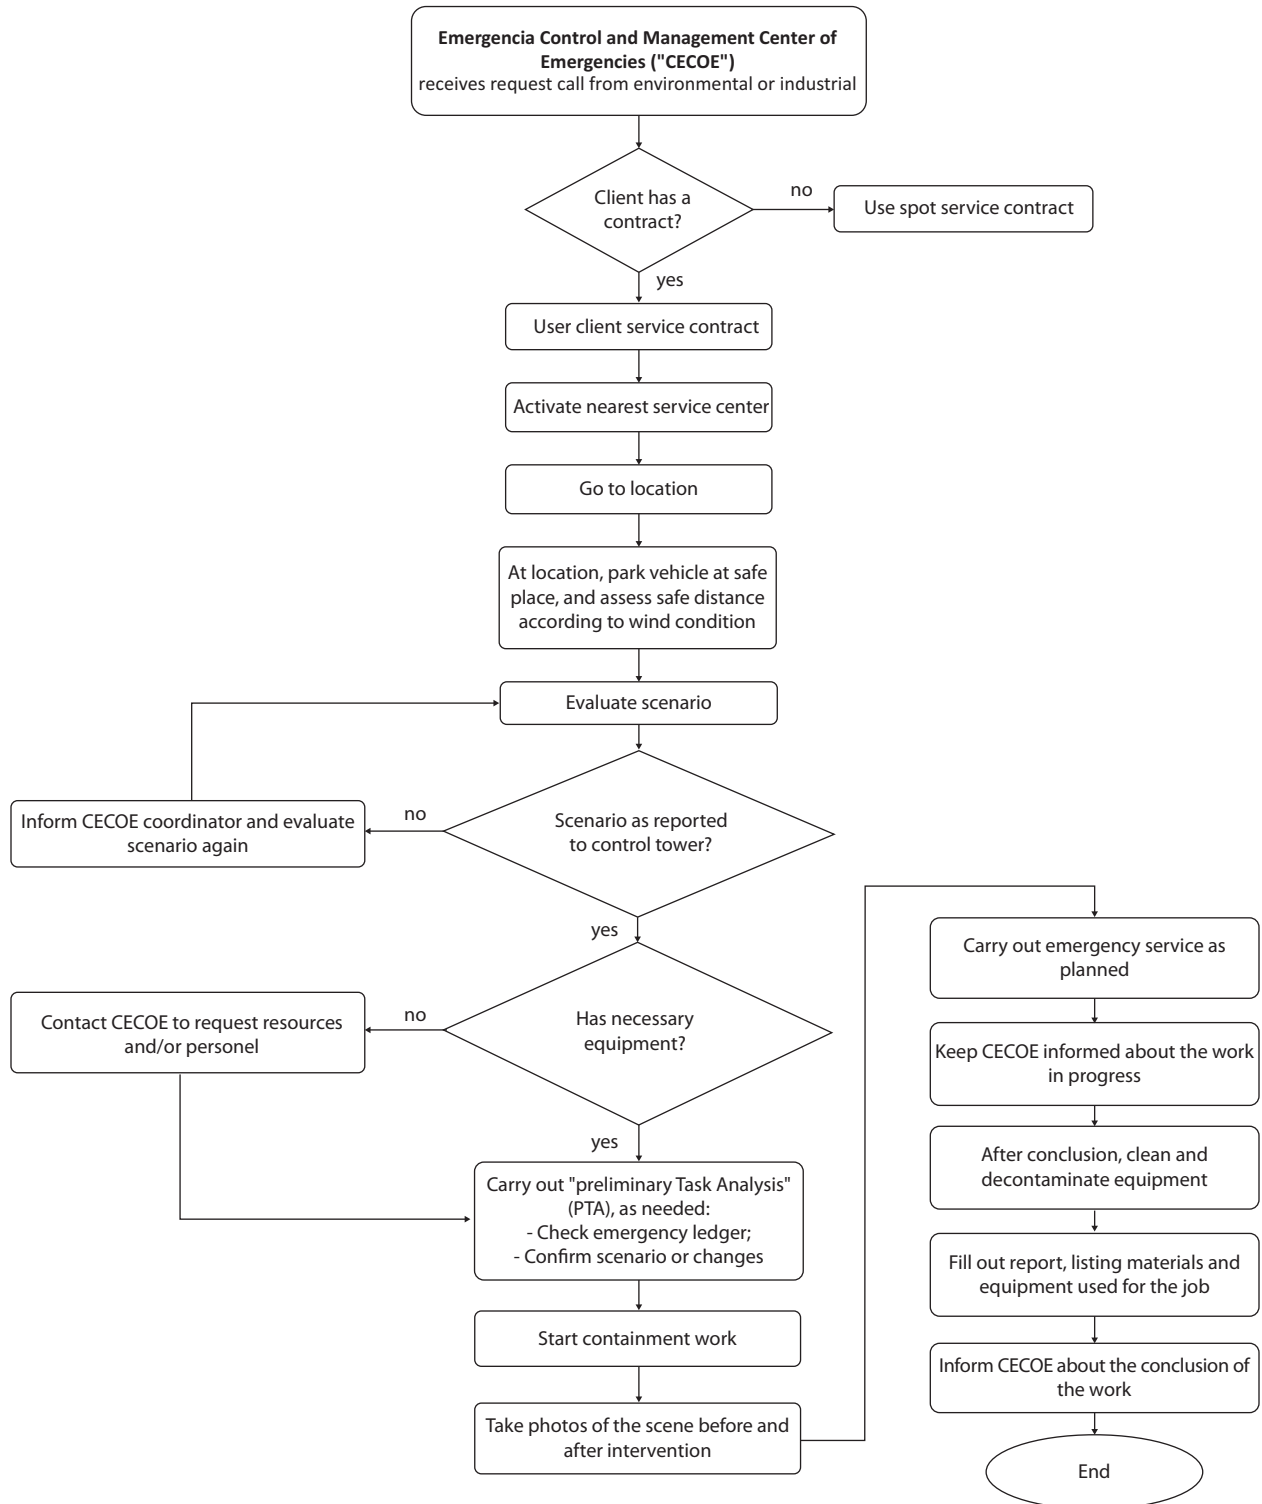 Emergencia Control and Management Center of
Emergencies ("CECOE")
receives request call from environmental or industrial
Client has a
contract?
no
Use spot service contract
yes
User client service contract
Activate nearest service center
Go to location
At location, park vehicle at safe
place, and assess safe distance
according to wind condition
Evaluate scenario
Scenario as reported
to control tower?
no
Inform CECOE coordinator and evaluate
scenario again
yes
Has necessary
equipment?
no
Contact CECOE to request resources
and/or personel
yes
Carry out "preliminary Task Analysis"
(PTA), as needed:
- Check emergency ledger;
- Confirm scenario or changes
Start containment work
Take photos of the scene before and
after intervention
Carry out emergency service as
planned
Keep CECOE informed about the work
in progress
After conclusion, clean and
decontaminate equipment
Fill out report, listing materials and
equipment used for the job
Inform CECOE about the conclusion of
the work
End